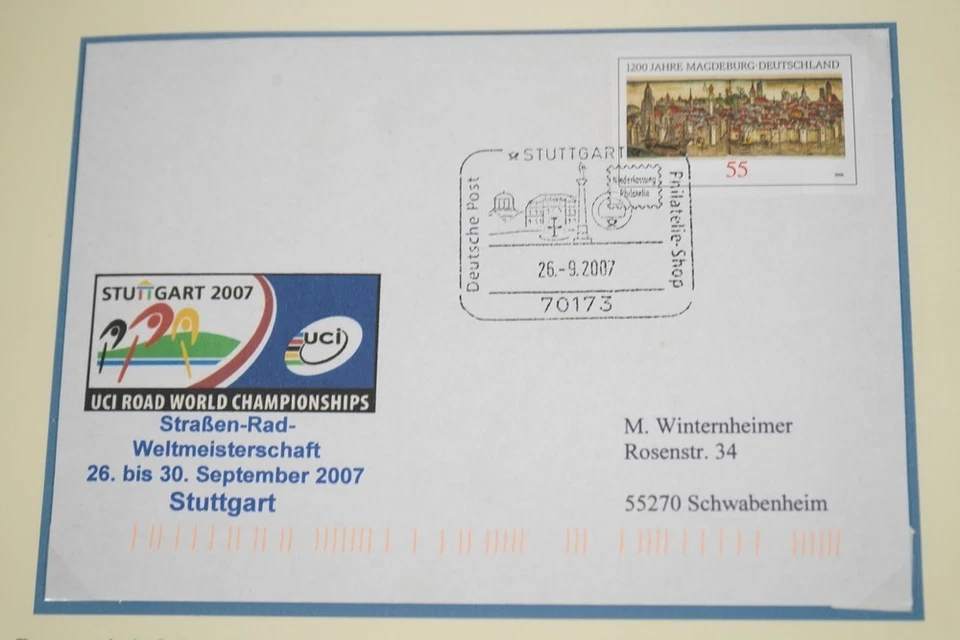 1200 JAHRE MAGDEBURG·DEUTSCHLAND
55
STUTTGART
Deutsche Post
Philatelie-Shop
Philatelie
26.-9.2007
70173
STUTTGART 2007
uci
UCI ROAD WORLD CHAMPIONSHIPS
Straßen-Rad-
Weltmeisterschaft
26. bis 30. September 2007
Stuttgart
M. Winternheimer
Rosenstr. 34
55270 Schwabenheim